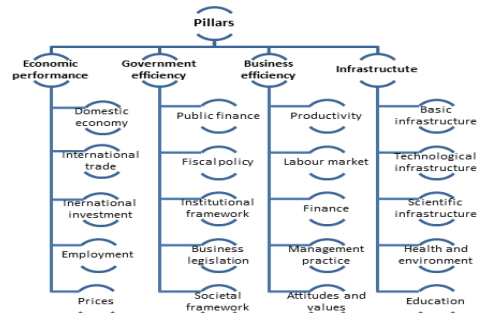 Pillars
Economic
performance
Government
efficiency
Business
efficiency
Infrastructute
Domestic
economy
International
trade
Inernational
investment
Employment
Prices
Public finance
Fiscal policy
Institutional
framework
Business
legislation
Societal
framework
Productivity
Labour market
Finance
Management
practice
Attitudes and
values
Basic
infrastructure
Technological
infrastructure
Scientific
infrastructure
Health and
environment
Education